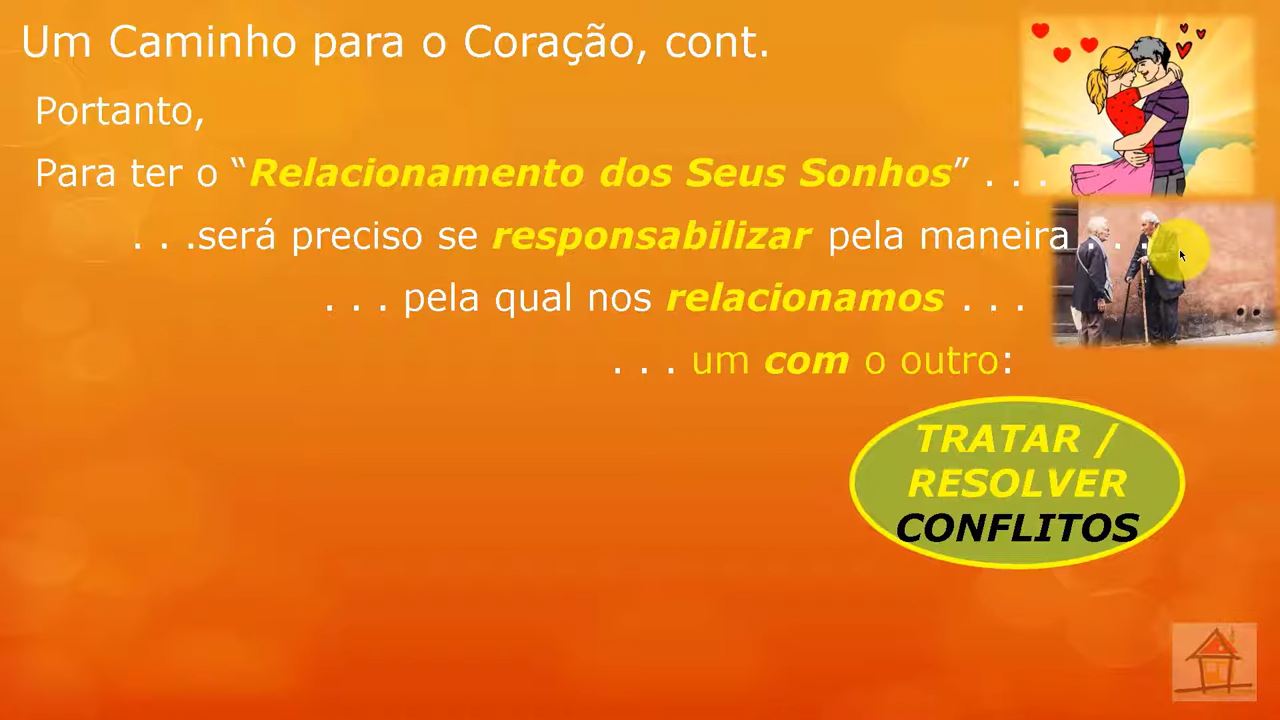 Um Caminho para o Coração, cont.
Portanto,
Para ter o “Relacionamento dos Seus Sonhos” . . .
. . .será preciso se responsabilizar pela maneira . . .
. . . pela qual nos relacionamos . . .
. . . um com o outro:
TRATAR /
RESOLVER
CONFLITOS